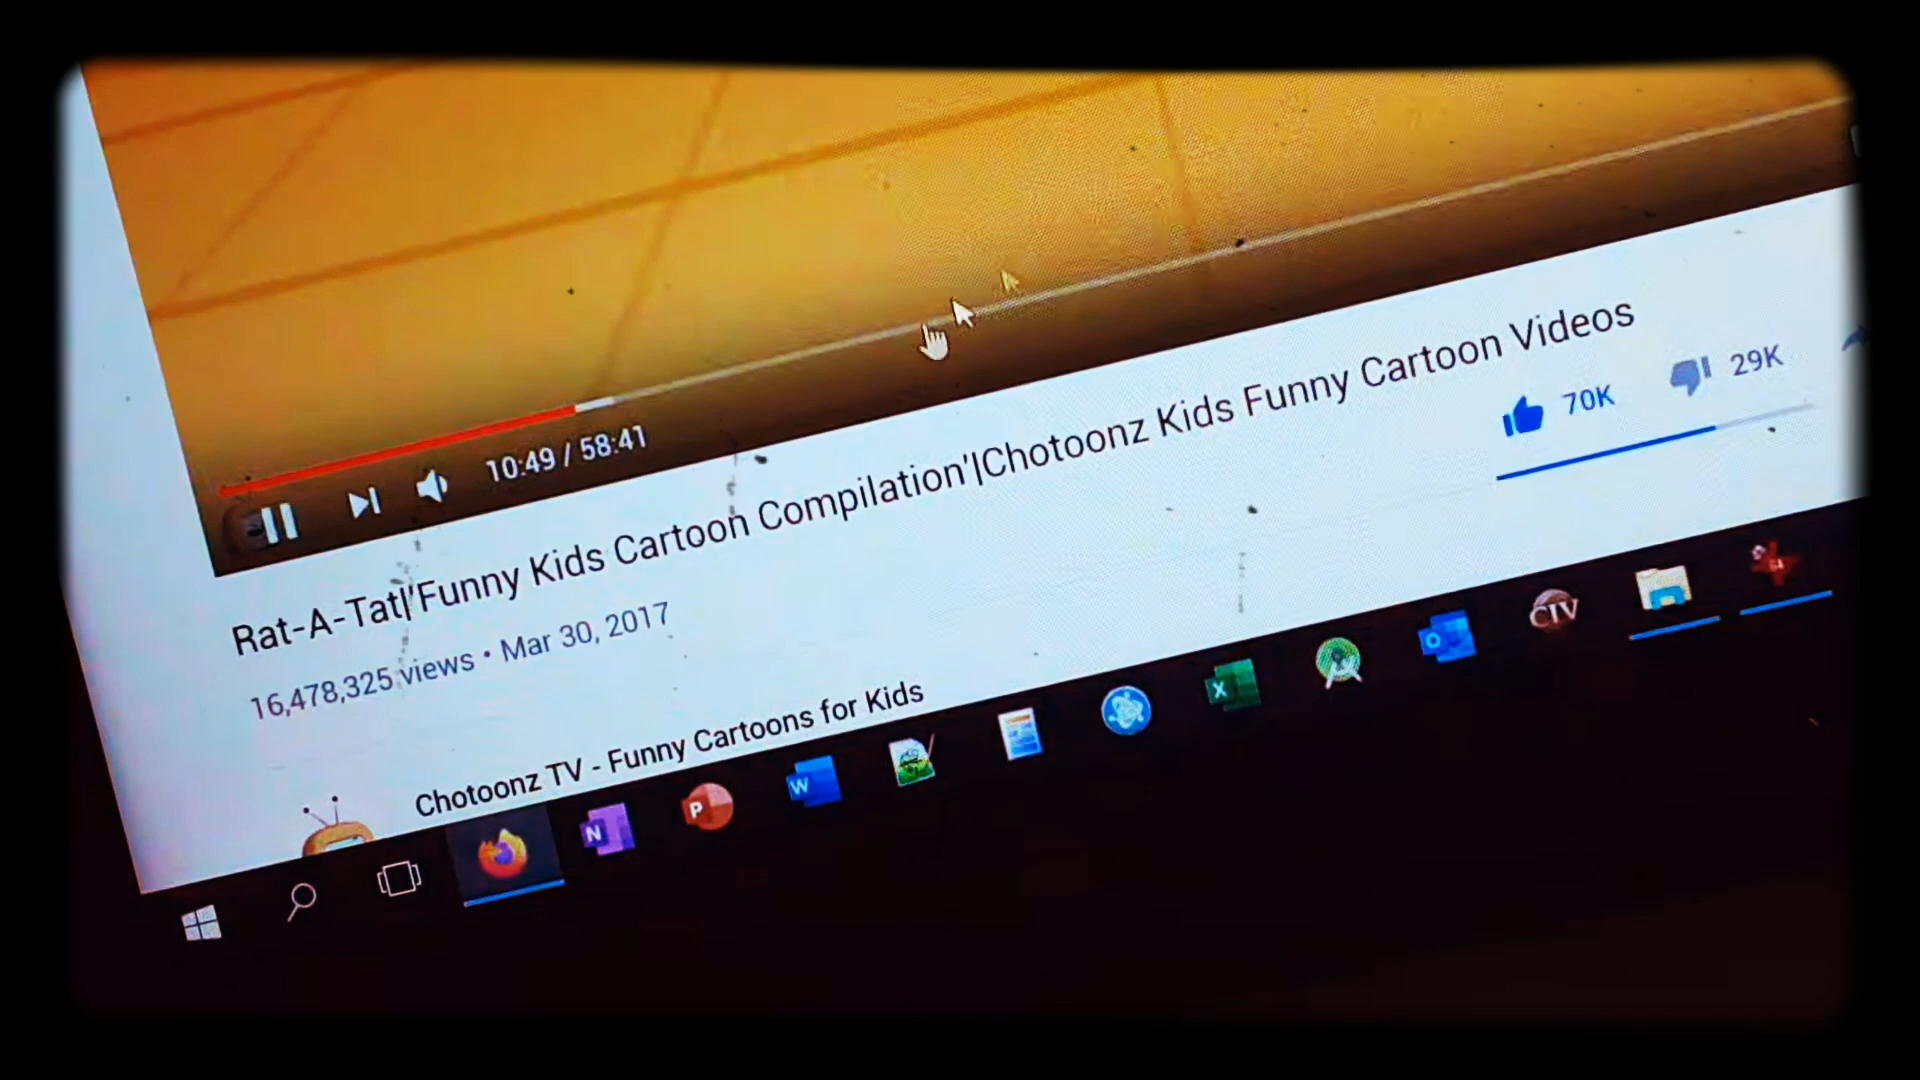 10:49 / 58:41
Rat-A-Tat|'Funny Kids Cartoon Compilation'|Chotoonz Kids Funny Cartoon Videos
16,478,325 views • Mar 30, 2017
70K
29K
Chotoonz TV - Funny Cartoons for Kids
N
P
W
X
O
CIV